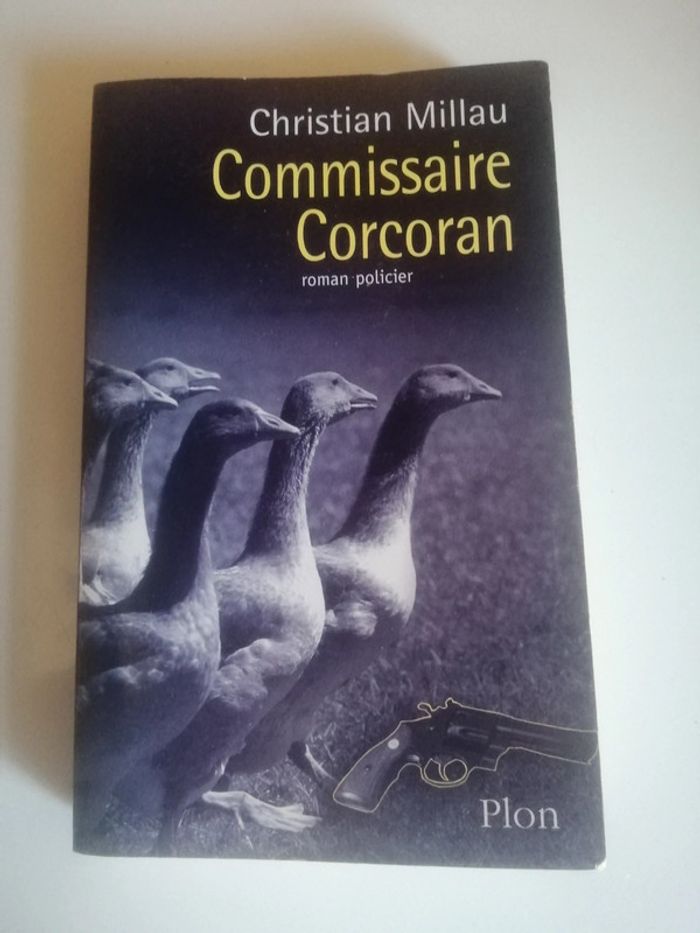 Christian Millau
Commissaire
Corcoran
roman policier
Plon